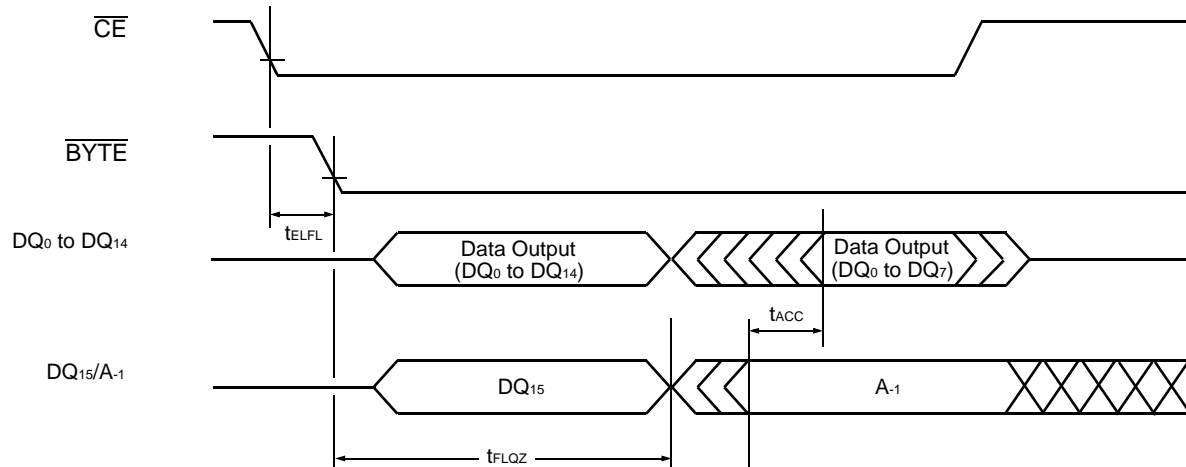 CE
BYTE
tELFL
DQ0 to DQ14
Data Output
(DQ0 to DQ14)
Data Output
(DQ0 to DQ7)
tACC
DQ15/A-1
DQ15
A-1
tFLQZ